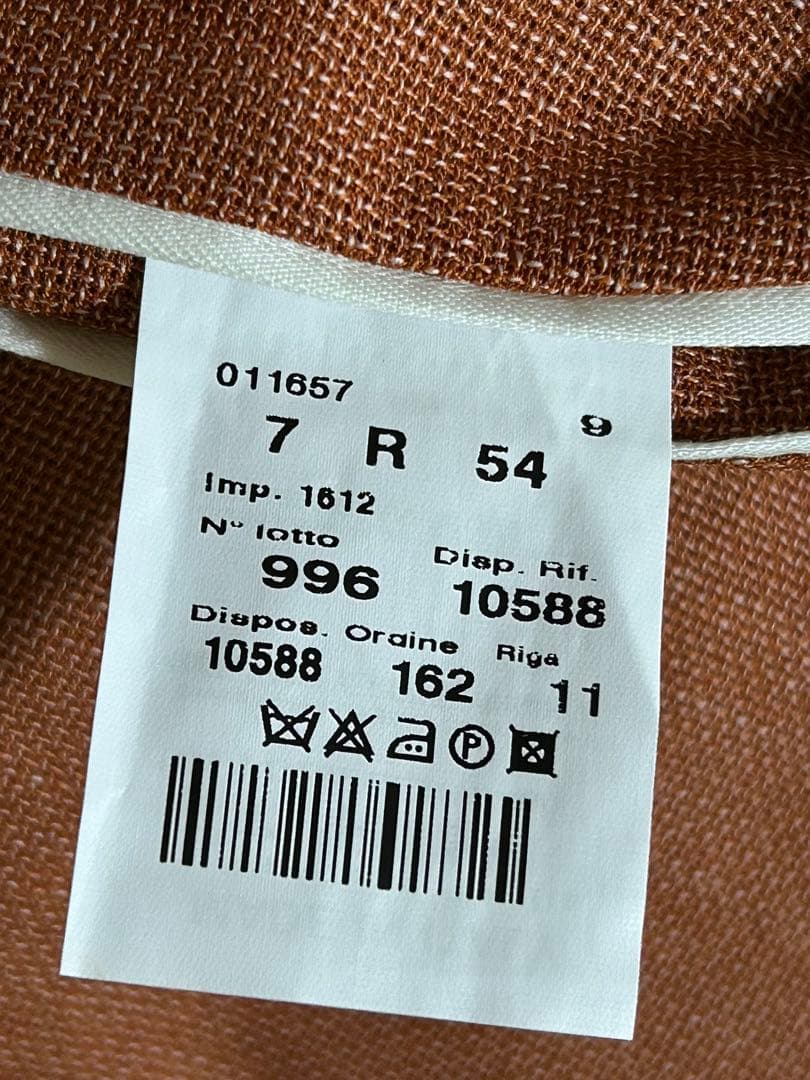 011657
9
7 R 54
Imp. 1612
N° lotto Disp. Rif.
996 10588
Dispos. Ordine Riga
10588 162 11
P